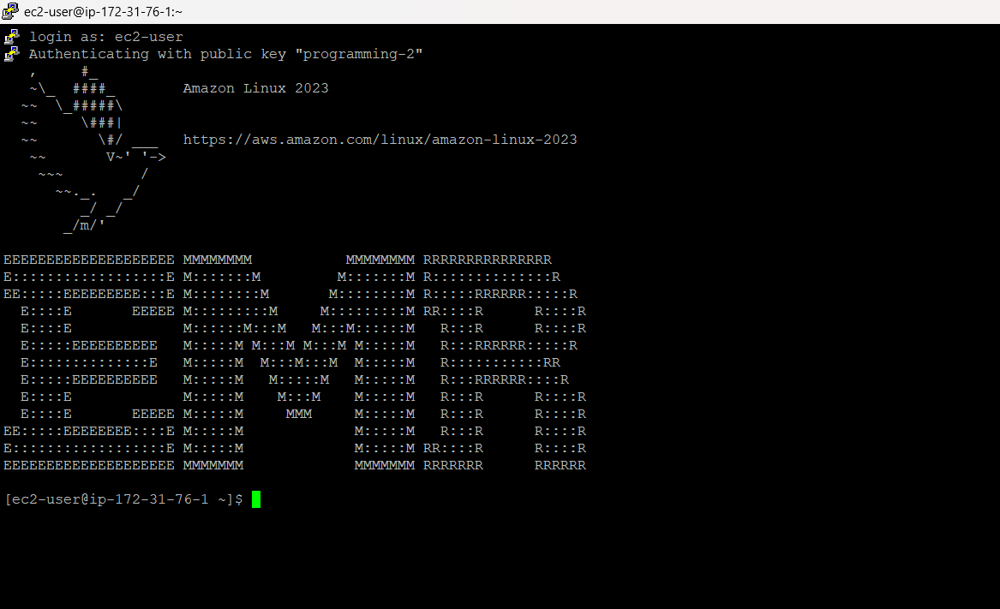 ec2-user@ip-172-31-76-1:~
login as: ec2-user
Authenticating with public key "programming-2"
   ,     #_
   ~\_  ####_        Amazon Linux 2023
  ~~  \_#####\
  ~~     \###|
  ~~       \#/ ___   https://aws.amazon.com/linux/amazon-linux-2023
   ~~       V~' '->
    ~~~         /
      ~~._.   _/
         _/ _/
       _/m/'
EEEEEEEEEEEEEEEEEEEE MMMMMMMM           MMMMMMMM RRRRRRRRRRRRRRR
E::::::::::::::::::E M:::::::M         M:::::::M R::::::::::::::R
EE:::::EEEEEEEEE:::E M::::::::M       M::::::::M R:::::RRRRRR:::::R
  E::::E       EEEEE M:::::::::M     M:::::::::M RR::::R      R::::R
  E::::E             M::::::M:::M   M:::M::::::M   R:::R      R::::R
  E:::::EEEEEEEEEE   M:::::M M:::M M:::M M:::::M   R:::RRRRRR:::::R
  E::::::::::::::E   M:::::M  M:::M:::M  M:::::M   R:::::::::::RR
  E:::::EEEEEEEEEE   M:::::M   M:::::M   M:::::M   R:::RRRRRR::::R
  E::::E             M:::::M    M:::M    M:::::M   R:::R      R::::R
  E::::E       EEEEE M:::::M     MMM     M:::::M   R:::R      R::::R
EE:::::EEEEEEEE::::E M:::::M             M:::::M   R:::R      R::::R
E::::::::::::::::::E M:::::M             M:::::M RR::::R      R::::R
EEEEEEEEEEEEEEEEEEEE MMMMMMM             MMMMMMM RRRRRRR      RRRRRR
[ec2-user@ip-172-31-76-1 ~]$